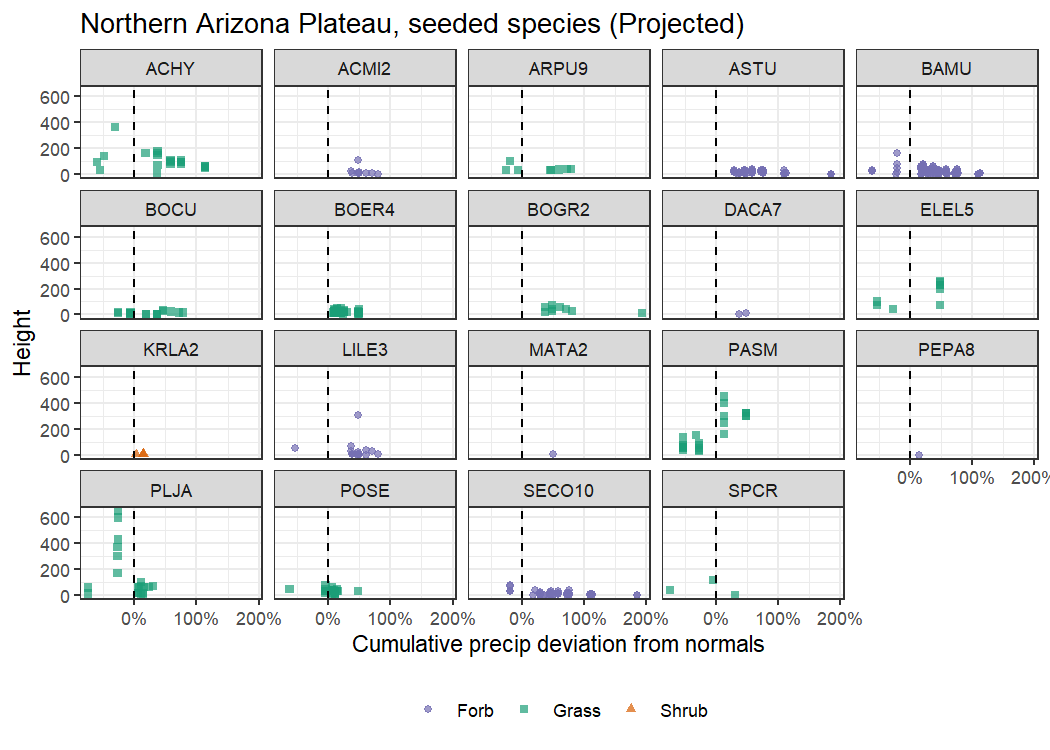 Northern Arizona Plateau, seeded species (Projected)
ACHY ACMI2 ARPU9 ASTU BAMU
600
400
200
0
BOCU BOER4 BOGR2 DACA7 ELEL5
600
400
200
0
KRLA2 LILE3 MATA2 PASM PEPA8
600
400
200
0
0% 100% 200%
PLJA POSE SECO10 SPCR
600
400
200
0
0% 100% 200% 0% 100% 200% 0% 100% 200% 0% 100% 200%
Height
Cumulative precip deviation from normals
Forb Grass Shrub